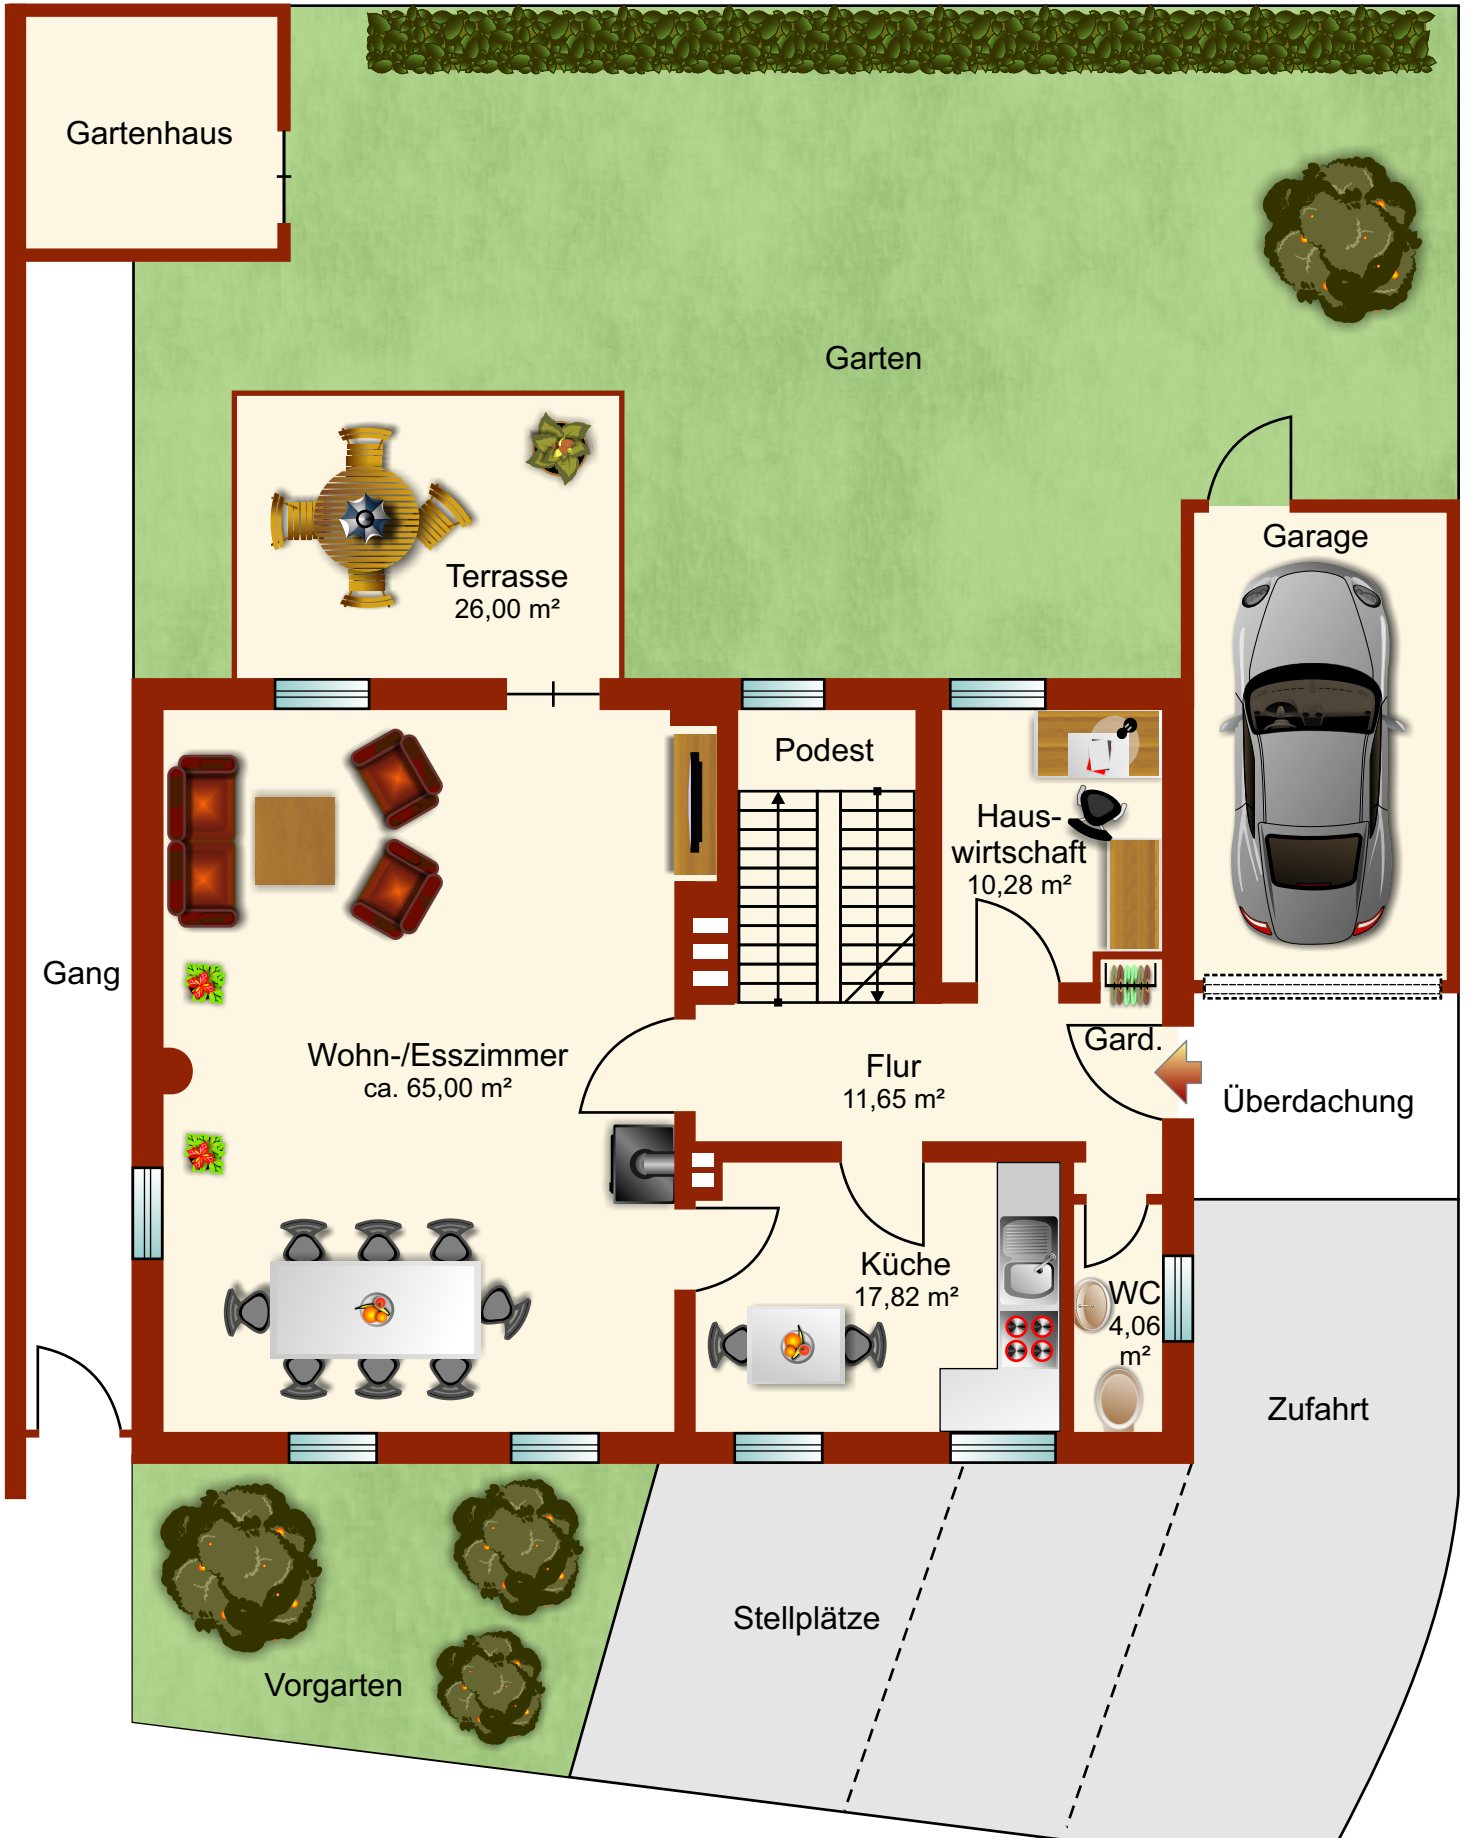 Gartenhaus
Garten
Garage
Terrasse
26,00 m²
Podest
Haus-
wirtschaft
10,28 m²
Gang
Wohn-/Esszimmer
ca. 65,00 m²
Flur
11,65 m²
Gard.
Überdachung
Küche
17,82 m²
WC
4,06
m²
Zufahrt
Stellplätze
Vorgarten